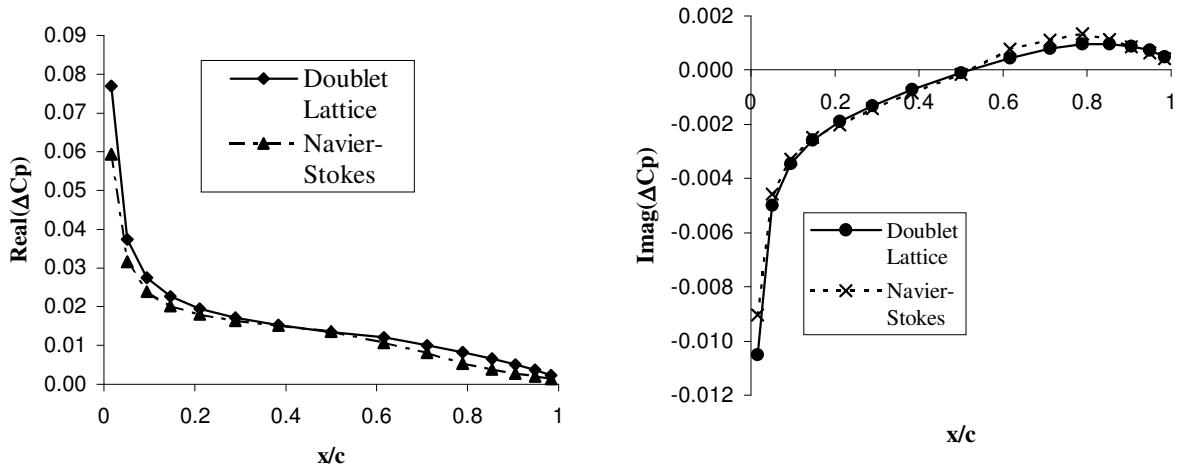 0.09
0.08
0.07
0.06
0.05
0.04
0.03
0.02
0.01
0.00
Real(ΔCp)
Doublet
Lattice
Navier-
Stokes
0 0.2 0.4 0.6 0.8 1
x/c
0.002
0.000
-0.002
-0.004
-0.006
-0.008
-0.010
-0.012
Imag(ΔCp)
0 0.2 0.4 0.6 0.8 1
Doublet
Lattice
Navier-
Stokes
x/c